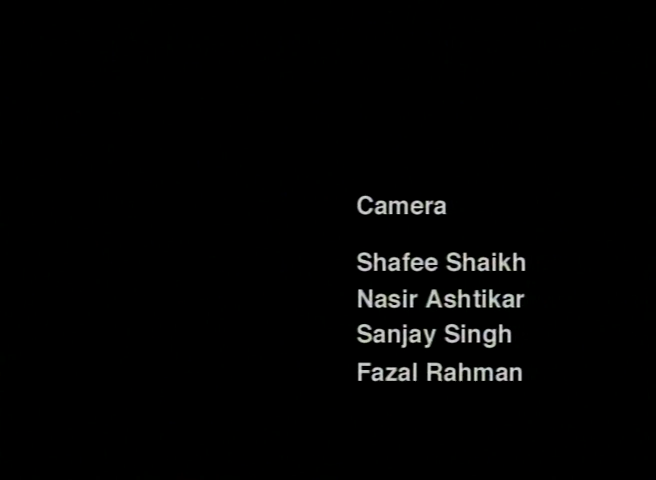 Camera
Shafee Shaikh
Nasir Ashtikar
Sanjay Singh
Fazal Rahman